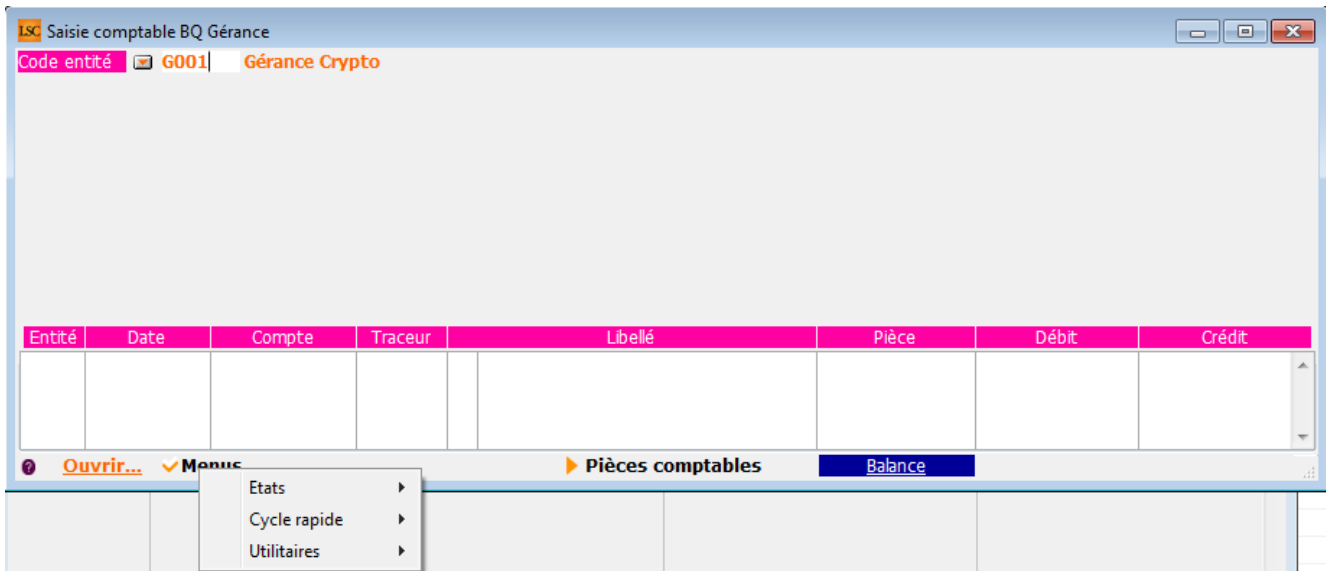 LSC Saisie comptable BQ Gérance
Code entité G001 Gérance Crypto
Entité Date Compte Traceur Libellé Pièce Débit Crédit
? Ouvrir... Menus Pièces comptables Balance
Etats
Cycle rapide
Utilitaires